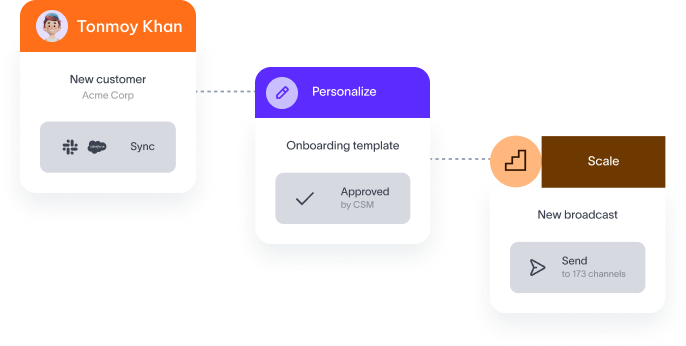 Tonmoy Khan
New customer
Acme Corp
Sync
Personalize
Onboarding template
Approved
by CSM
Scale
New broadcast
Send
to 173 channels